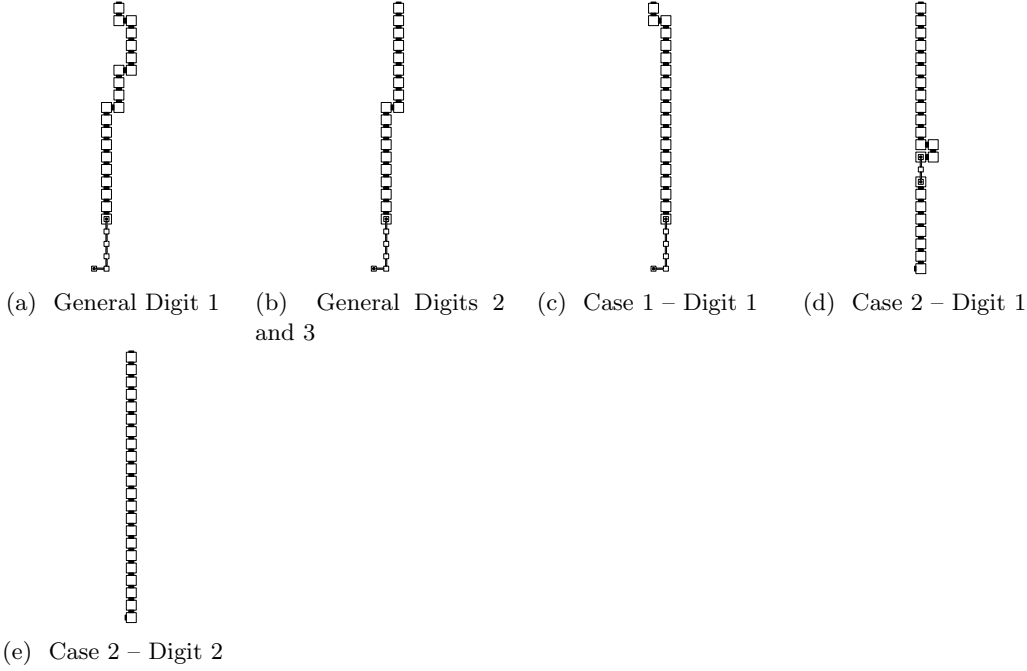 (a) General Digit 1
(b) General Digits 2
and 3
(c) Case 1 – Digit 1
(d) Case 2 – Digit 1
(e) Case 2 – Digit 2